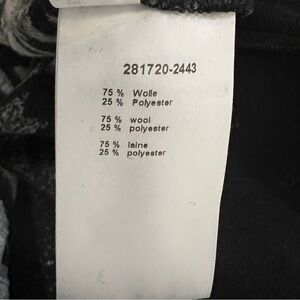 281720-2443
75 % Wolle
25 % Polyester
75 % wool
25 % polyester
75 % laine
25 % polyester